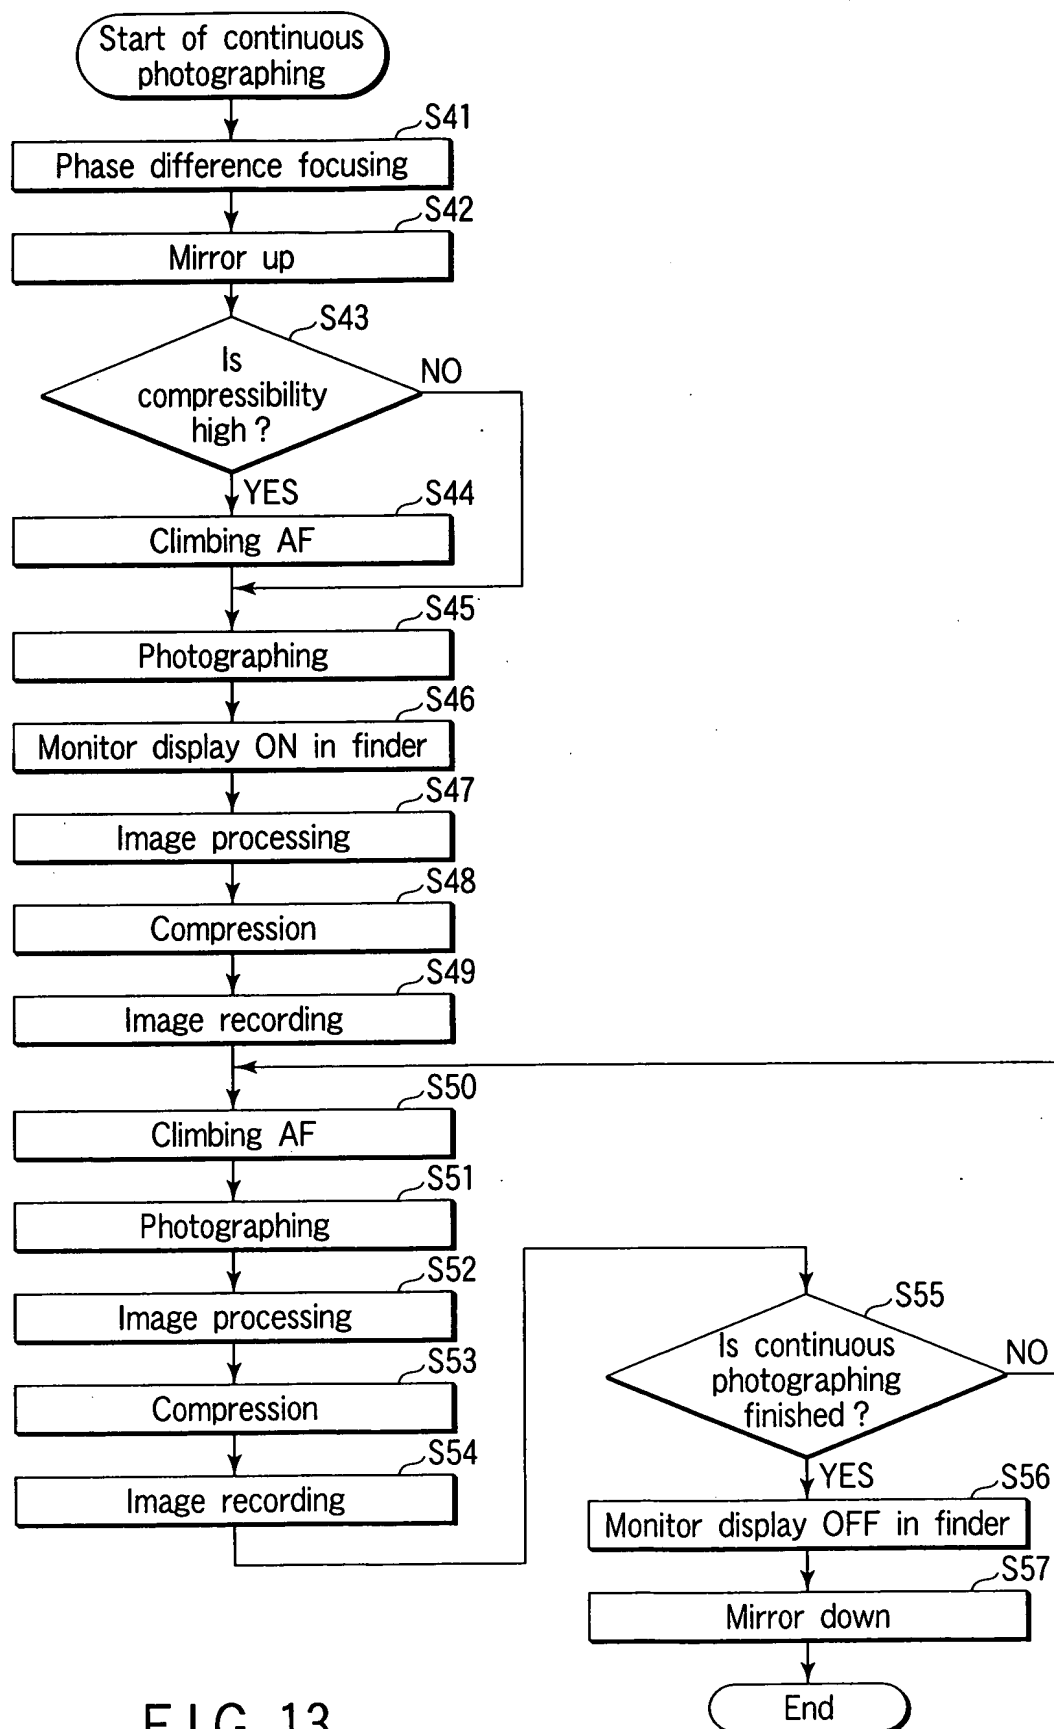 Start of continuous
photographing
S41
Phase difference focusing
S42
Mirror up
S43
Is
compressibility
high ?
NO
YES
S44
Climbing AF
S45
Photographing
S46
Monitor display ON in finder
S47
Image processing
S48
Compression
S49
Image recording
S50
Climbing AF
S51
Photographing
S52
Image processing
S53
Compression
S54
Image recording
S55
Is continuous
photographing
finished ?
NO
YES
S56
Monitor display OFF in finder
S57
Mirror down
End
FIG. 13